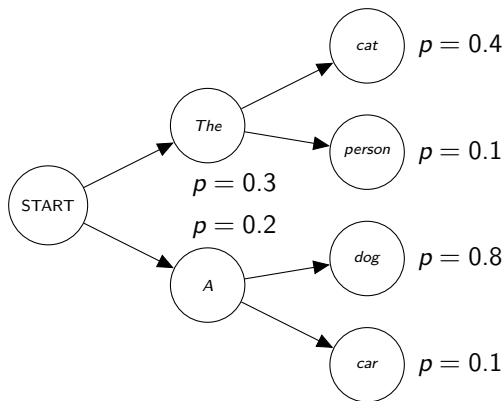 cat p = 0.4
The
person p = 0.1
p = 0.3
START
p = 0.2
A
dog p = 0.8
car p = 0.1